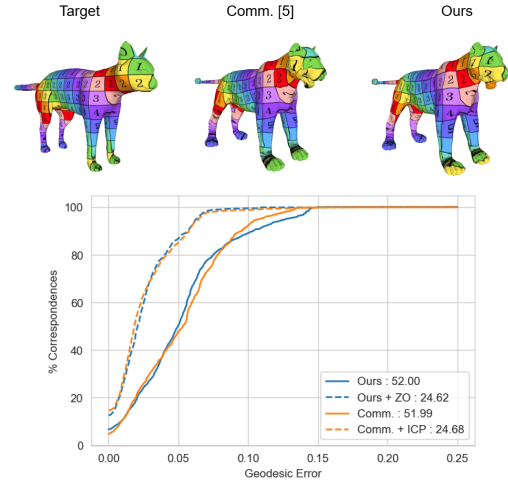 Target Comm. [5] Ours
100
80
60
40
20
0
% Correspondences
Ours : 52.00
Ours + ZO : 24.62
Comm. : 51.99
Comm. + ICP : 24.68
0.00 0.05 0.10 0.15 0.20 0.25
Geodesic Error